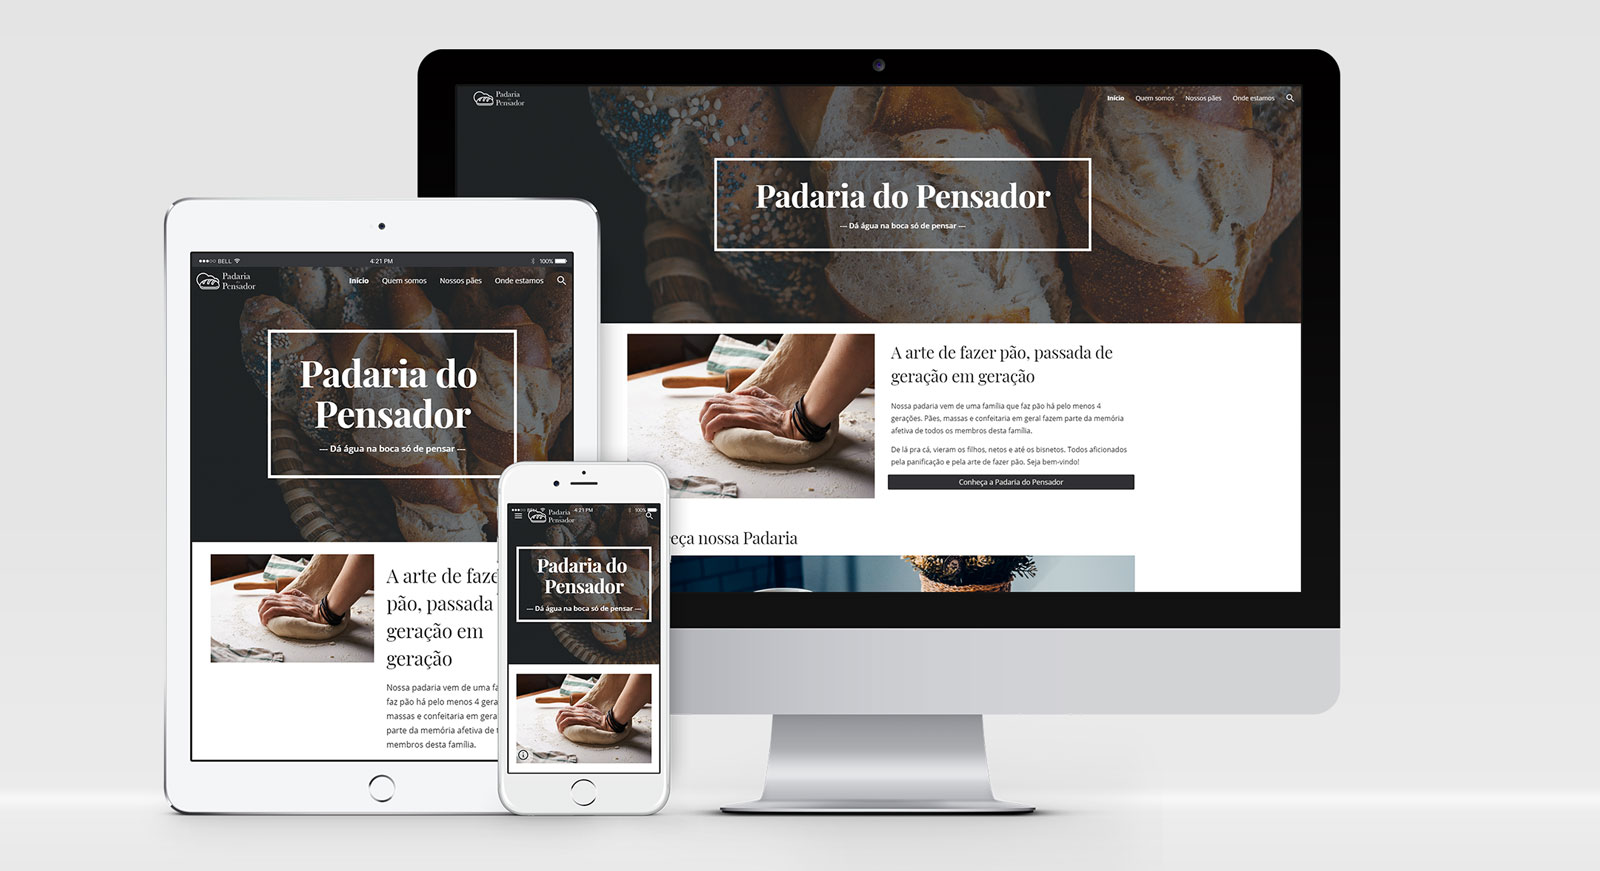 Padaria
do
Pensador
Início Quem somos Nossos pães Onde estamos
Padaria do Pensador
— Dá água na boca só de pensar —
A arte de fazer pão, passada de
geração em geração
Nossa padaria vem de uma família que faz pão há pelo menos 4
gerações. Pães, massas e confeitaria em geral fazem parte da memória
afetiva de todos os membros desta família.
De lá pra cá, vieram os filhos, netos e até os bisnetos. Todos aficionados
pela panificação e pela arte de fazer pão. Seja bem-vindo!
Conheça a Padaria do Pensador
eça nossa Padaria
BELL 4:21 PM 100%
Padaria
do
Pensador
Início Quem somos Nossos pães Onde estamos
Padaria do
Pensador
— Dá água na boca só de pensar —
A arte de faze
pão, passada
geração em
geração
Nossa padaria vem de uma fa
faz pão há pelo menos 4 gera
massas e confeitaria em gera
parte da memória afetiva de t
membros desta família.
BELL 4:21 PM 100%
Padaria
do
Pensador
Padaria do
Pensador
— Dá água na boca só de pensar —